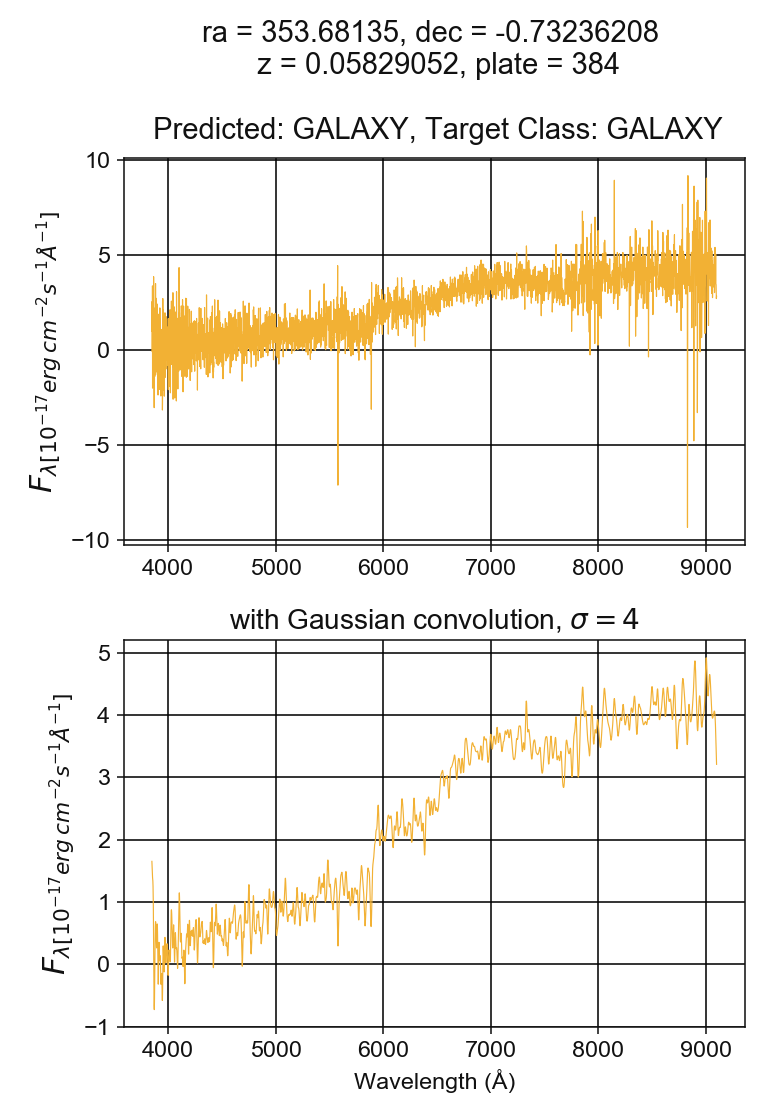 ra = 353.68135, dec = -0.73236208
z = 0.05829052, plate = 384
Predicted: GALAXY, Target Class: GALAXY
10
5
0
−5
−10
F_λ[10^{−17} erg cm^{−2} s^{−1} Å^{−1}]
4000 5000 6000 7000 8000 9000
with Gaussian convolution, σ = 4
5
4
3
2
1
0
−1
F_λ[10^{−17} erg cm^{−2} s^{−1} Å^{−1}]
4000 5000 6000 7000 8000 9000
Wavelength (Å)